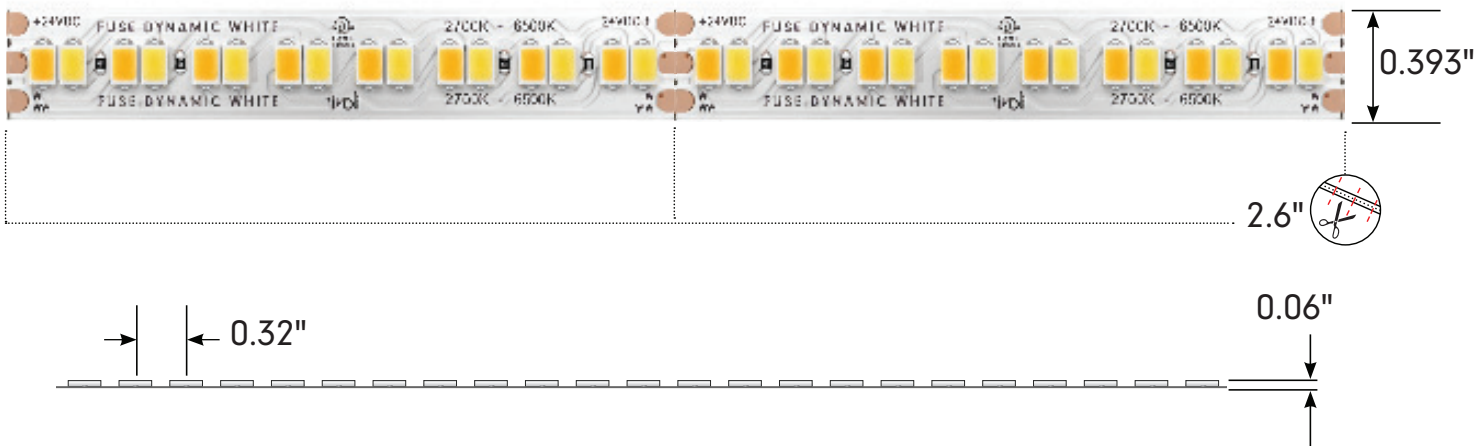 +24VDC FUSE DYNAMIC WHITE 2700K - 6500K 24VDC+ +24VDC FUSE DYNAMIC WHITE 2700K - 6500K 24VDC+
FUSE DYNAMIC WHITE 2700K - 6500K FUSE DYNAMIC WHITE 2700K - 6500K
0.393"
2.6"
0.32"
0.06"